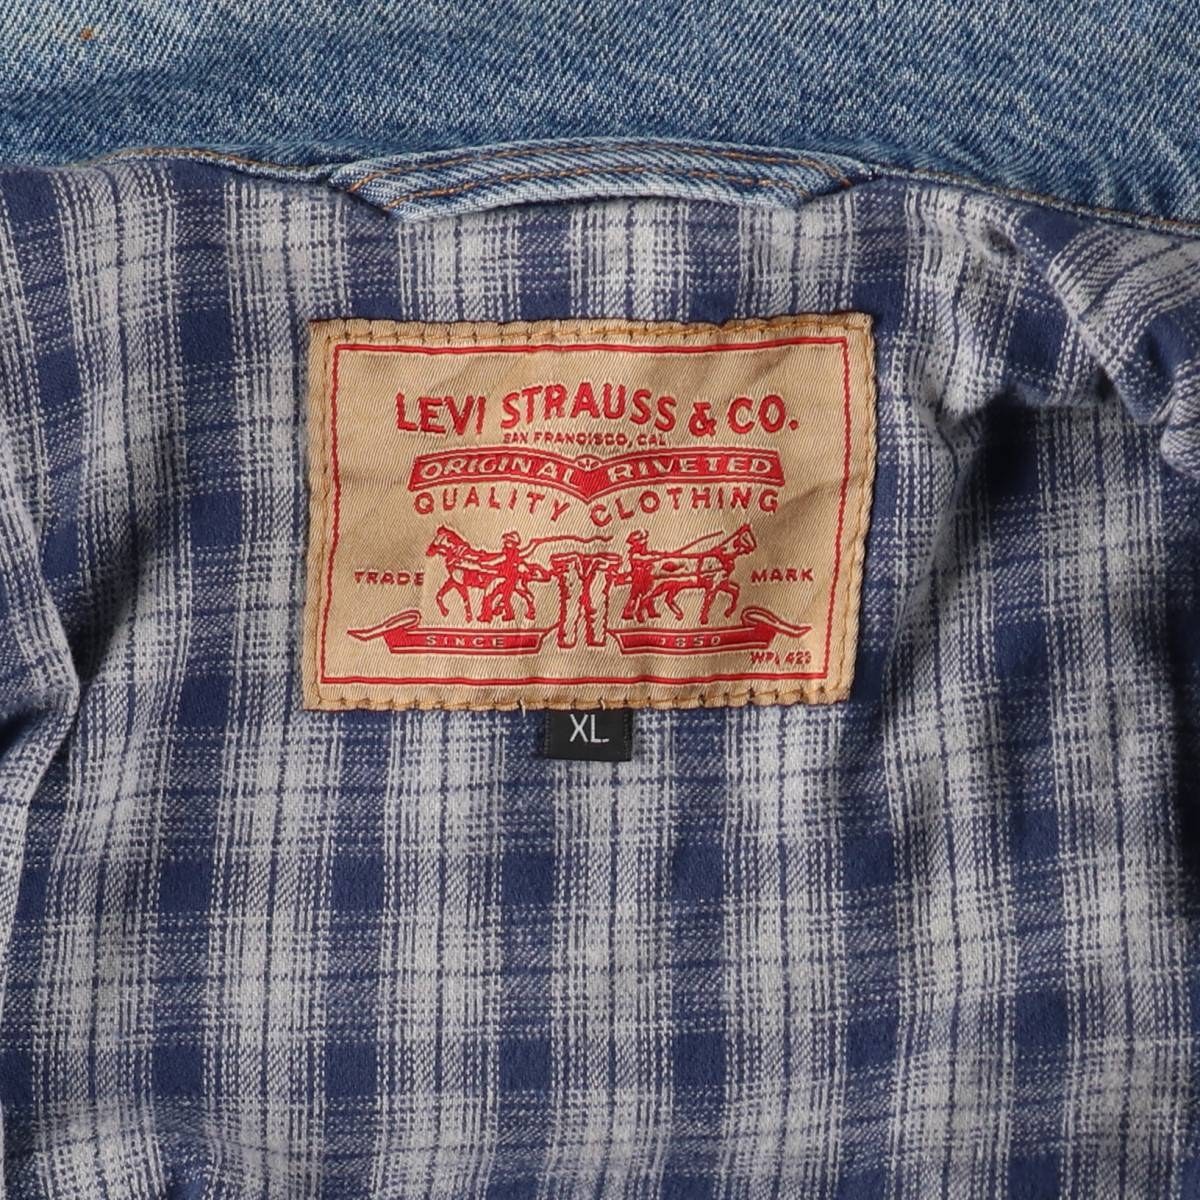 LEVI STRAUSS & CO.
SAN FRANCISCO, CAL
ORIGINAL RIVETED
QUALITY CLOTHING
TRADE MARK
SINCE 1850
WPL 423
XL